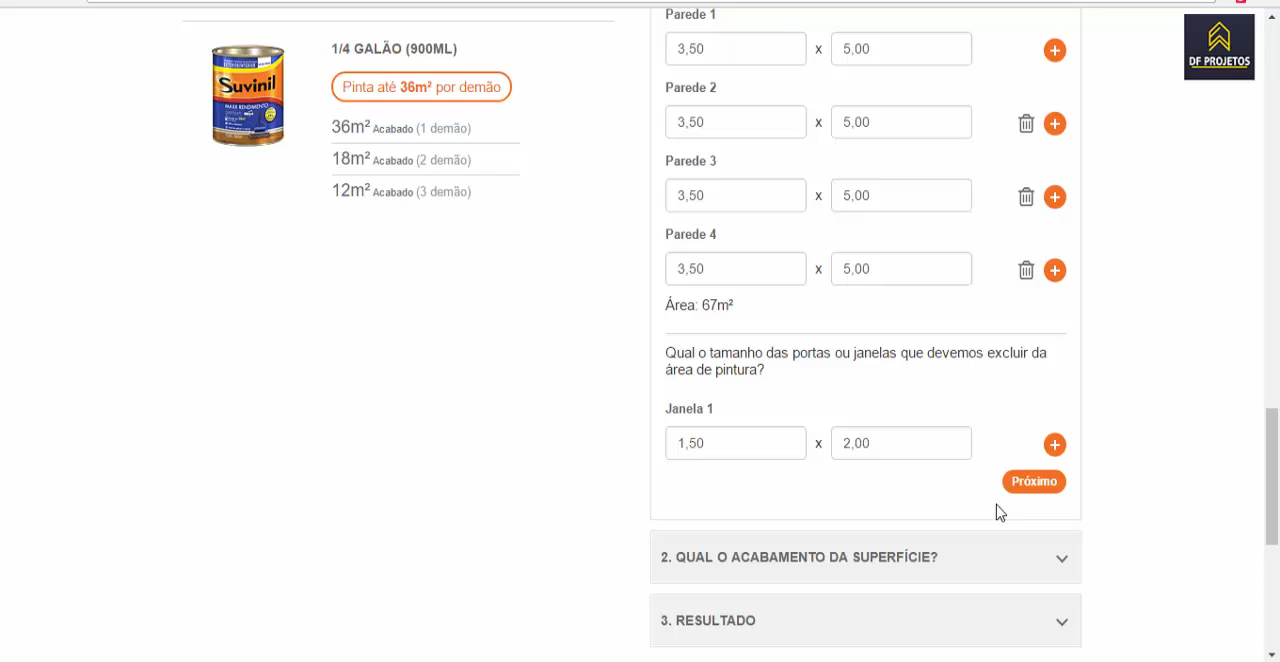 1/4 GALÃO (900ML)
Suvinil
Pinta até 36m² por demão
36m² Acabado (1 demão)
18m² Acabado (2 demão)
12m² Acabado (3 demão)
Parede 1
3,50 x 5,00
Parede 2
3,50 x 5,00
Parede 3
3,50 x 5,00
Parede 4
3,50 x 5,00
Área: 67m²
Qual o tamanho das portas ou janelas que devemos excluir da
área de pintura?
Janela 1
1,50 x 2,00
Próximo
2. QUAL O ACABAMENTO DA SUPERFÍCIE?
3. RESULTADO
DF PROJETOS